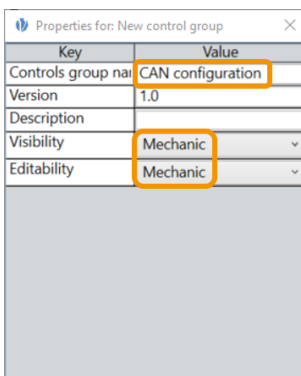 Properties for: New control group
Key Value
Controls group nar CAN configuration
Version 1.0
Description
Visibility Mechanic
Editability Mechanic